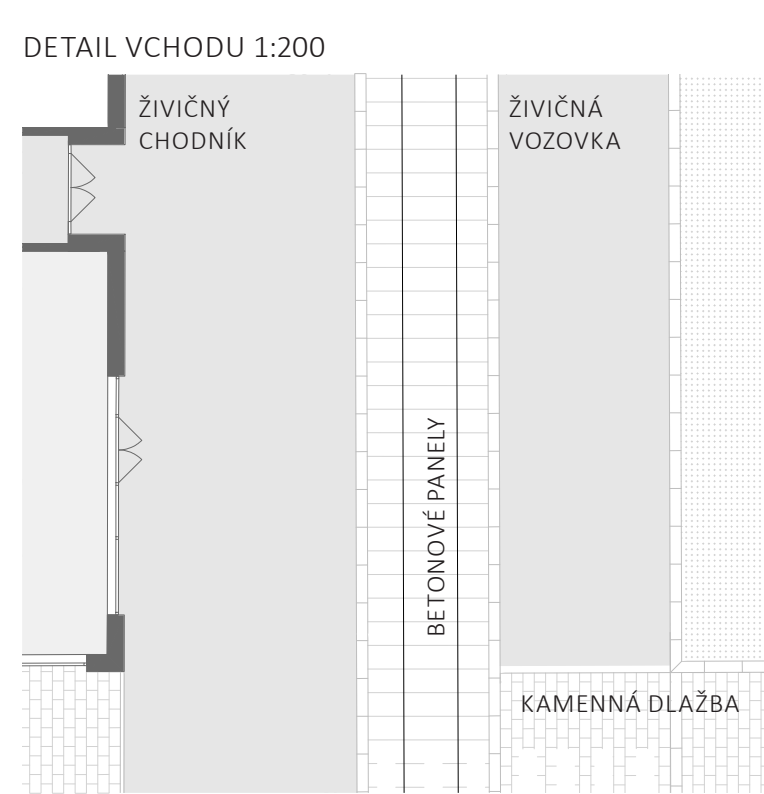 DETAIL VCHODU 1:200
ŽIVIČNÝ
CHODNÍK
ŽIVIČNÁ
VOZOVKA
BETONOVÉ PANELY
KAMENNÁ DLAŽBA